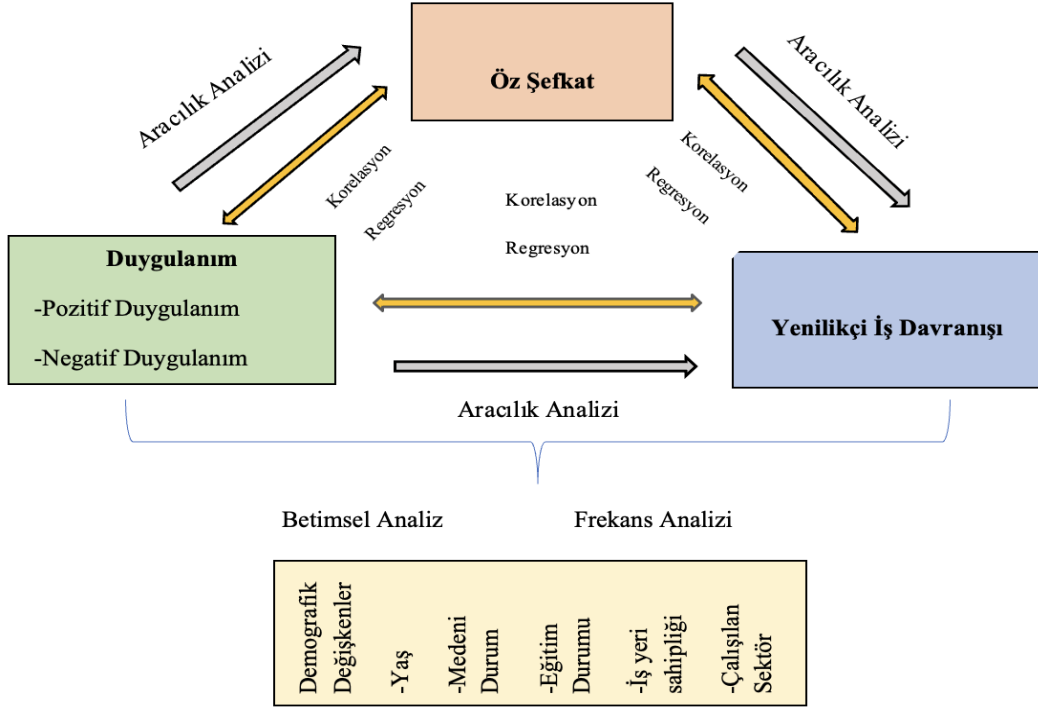 Aracılık Analizi
Öz Şefkat
Aracılık Analizi
Korelasyon
Regresyon
Korelasyon
Regresyon
Korelasyon
Regresyon
Duygulanım
-Pozitif Duygulanım
-Negatif Duygulanım
Yenilikçi İş Davranışı
Aracılık Analizi
Betimsel Analiz
Frekans Analizi
Demografik
Değişkenler
-Yaş
-Medeni
Durum
-Eğitim
Durumu
-İş yeri
sahipliği
-Çalışılan
Sektör